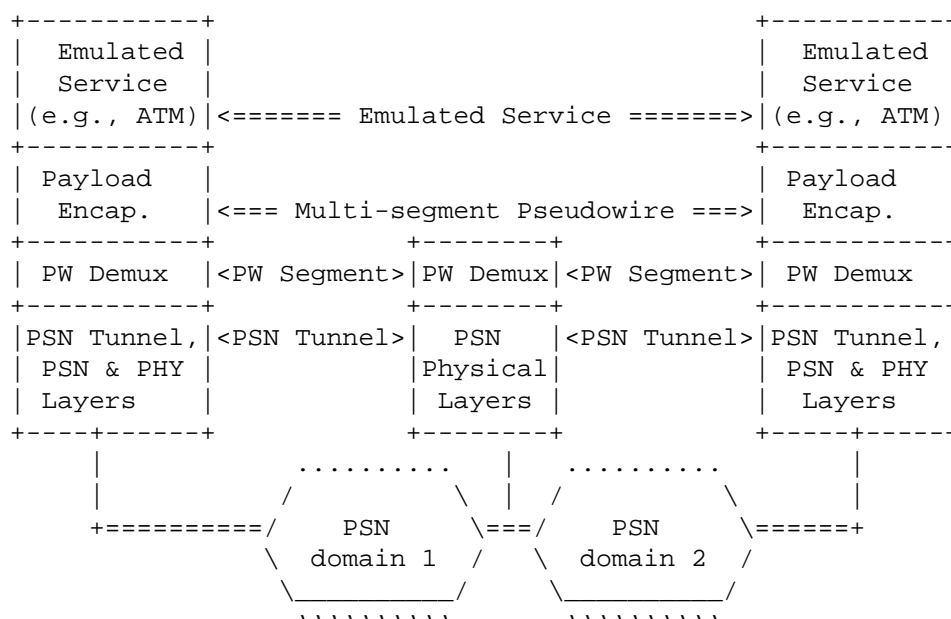 +-----------+                                +------------
|  Emulated |                                |  Emulated
|  Service  |                                |  Service
|(e.g., ATM)|<======= Emulated Service =======>|(e.g., ATM)
+-----------+                                +------------
| Payload   |                                | Payload
|  Encap.   |<=== Multi-segment Pseudowire ===>|  Encap.
+-----------+            +--------+            +------------
| PW Demux  |<PW Segment>|PW Demux|<PW Segment>| PW Demux
+-----------+            +--------+            +------------
|PSN Tunnel,|<PSN Tunnel>|  PSN   |<PSN Tunnel>|PSN Tunnel,
| PSN & PHY |            |Physical|            | PSN & PHY
| Layers    |            | Layers |            |  Layers
+----+------+            +--------+            +-----+------
     |            ..........   |   ..........        |
     |           /          \  |  /          \       |
     +==========/    PSN     \===/    PSN     \======+
                \  domain 1  /   \  domain 2  /
                 \__________/     \__________/